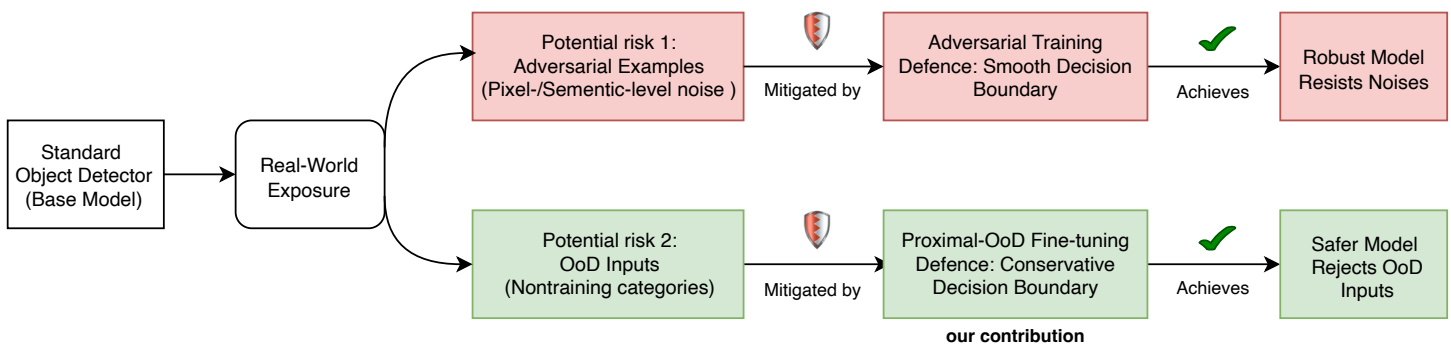 Standard
Object Detector
(Base Model)
Real-World
Exposure
Potential risk 1:
Adversarial Examples
(Pixel-/Sementic-level noise )
Mitigated by
Adversarial Training
Defence: Smooth Decision
Boundary
Achieves
Robust Model
Resists Noises
Potential risk 2:
OoD Inputs
(Nontraining categories)
Mitigated by
Proximal-OoD Fine-tuning
Defence: Conservative
Decision Boundary
Achieves
Safer Model
Rejects OoD
Inputs
our contribution